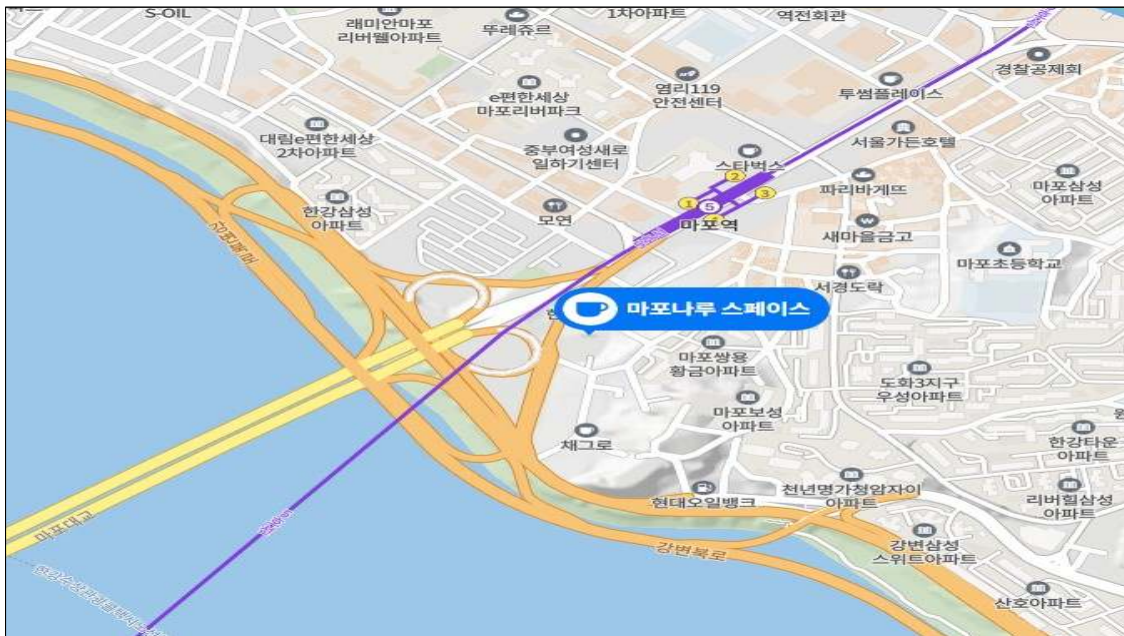 S-OIL
래미안마포
리버웰아파트
뚜레쥬르
1차아파트
역전회관
경찰공제회
e편한세상
마포리버파크
염리119
안전센터
투썸플레이스
대림e편한세상
2차아파트
중부여성새로
일하기센터
스타벅스
서울가든호텔
2
3
1
5
마포역
파리바게뜨
마포삼성
아파트
한강삼성
아파트
모연
새마을금고
마포초등학교
서경도락
강변북로
마포나루 스페이스
마포쌍용
황금아파트
도화3지구
우성아파트
마포보성
아파트
채그로
한강타운
아파트
현대오일뱅크
천년명가청암자이
아파트
리버힐삼성
아파트
마포대교
강변북로
강변삼성
스위트아파트
산호아파트